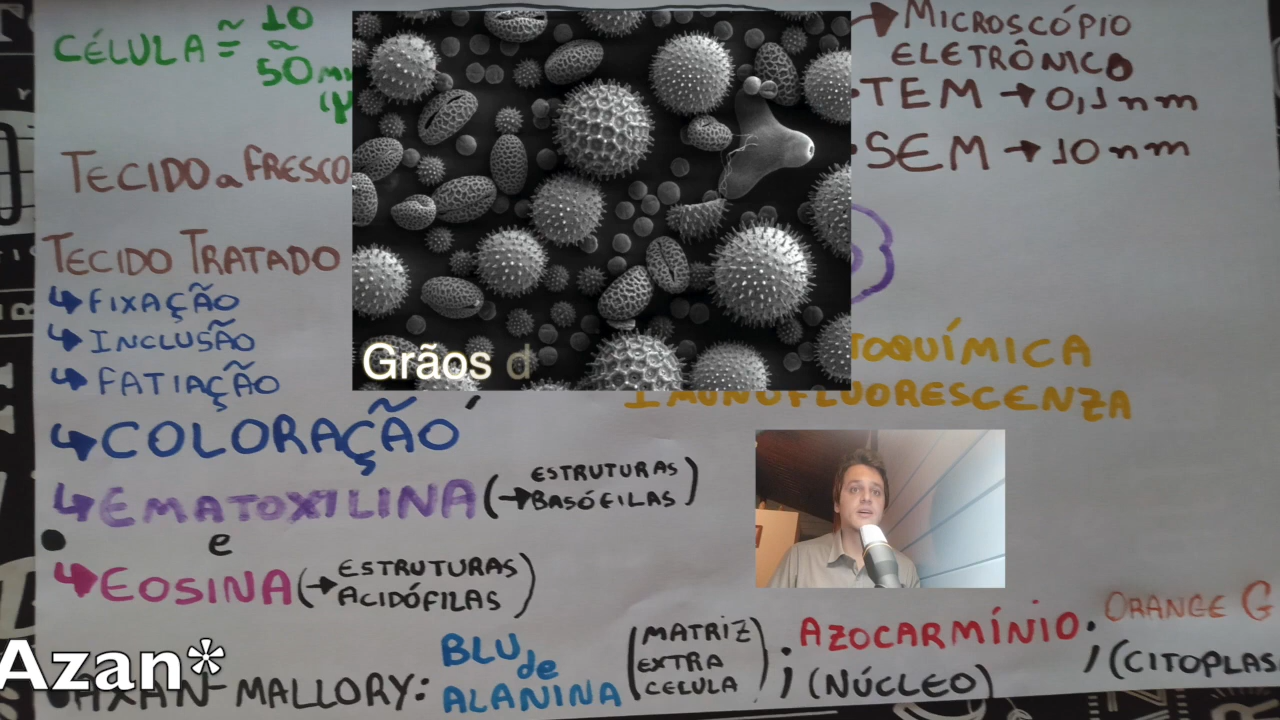 CÉLULA ≈ 10
~
50
MICROSCÓPIO
ELETRÔNICO
TEM → 0,1 nm
SEM → 10 nm
TECIDO a FRESCO
TECIDO TRATADO
↳ FIXAÇÃO
↳ INCLUSÃO
↳ FATIAÇÃO
↳ COLORAÇÃO
↳ EMATOXILINA (→ ESTRUTURAS
BASÓFILAS)
e
↳ EOSINA (→ ESTRUTURAS
ACIDÓFILAS)
Grãos d
TOQUÍMICA
IMUNOFLUORESCENZA
Azan*
AXAN-MALLORY: BLU de
ALANINA
(MATRIZ
EXTRA
CELULA)
; AZOCARMÍNIO
(NÚCLEO)
; ORANGE G
(CITOPLAS